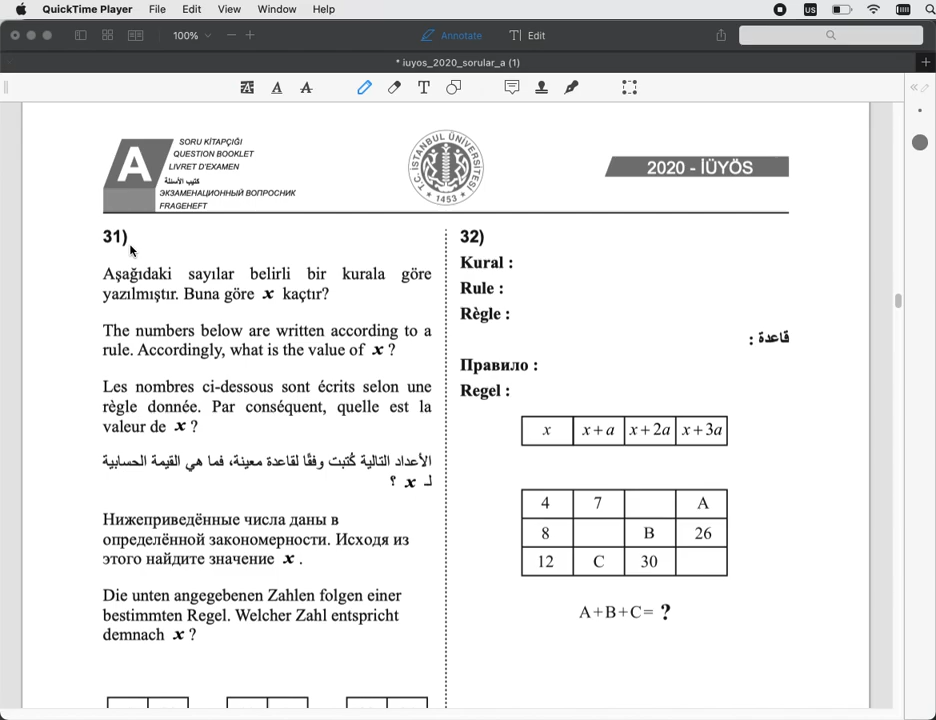 QuickTime Player File Edit View Window Help
US
100%
Annotate
Edit
* iuyos_2020_sorular_a (1)
A
SORU KİTAPÇIĞI
QUESTION BOOKLET
LIVRET D'EXAMEN
كتيب الأسئلة
ЭКЗАМЕНАЦИОННЫЙ ВОПРОСНИК
FRAGEHEFT
T.C. İSTANBUL ÜNİVERSİTESİ
* 1453 *
2020 - İÜYÖS
31)
Aşağıdaki sayılar belirli bir kurala göre
yazılmıştır. Buna göre x kaçtır?
The numbers below are written according to a
rule. Accordingly, what is the value of x ?
Les nombres ci-dessous sont écrits selon une
règle donnée. Par conséquent, quelle est la
valeur de x ?
الأعداد التالية كُتبت وفقًا لقاعدة معينة، فما هي القيمة الحسابية
لـ x ؟
Нижеприведённые числа даны в
определённой закономерности. Исходя из
этого найдите значение x .
Die unten angegebenen Zahlen folgen einer
bestimmten Regel. Welcher Zahl entspricht
demnach x ?
32)
Kural :
Rule :
Règle :
قاعدة :
Правило :
Regel :
x x+a x+2a x+3a
4 7 A
8 B 26
12 C 30
A+B+C= ?